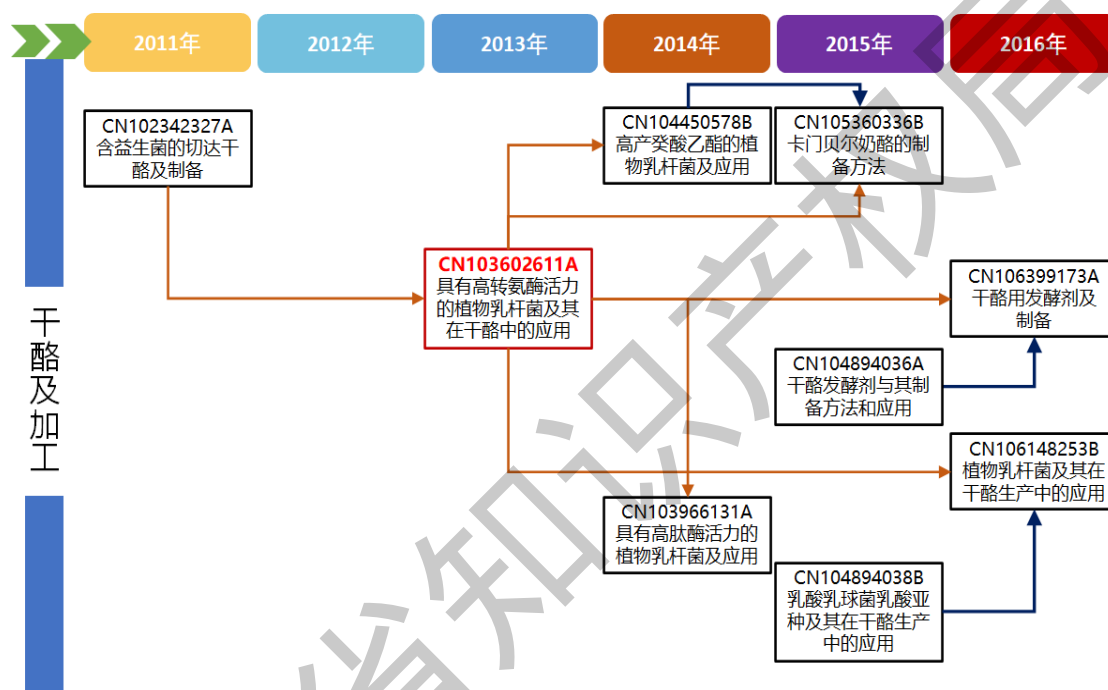 2011年
2012年
2013年
2014年
2015年
2016年
干酪及加工
CN102342327A
含益生菌的切达干
酪及制备
CN103602611A
具有高转氨酶活力
的植物乳杆菌及其
在干酪中的应用
CN104450578B
高产癸酸乙酯的植
物乳杆菌及应用
CN105360336B
卡门贝尔奶酪的制
备方法
CN106399173A
干酪用发酵剂及
制备
CN104894036A
干酪发酵剂与其制
备方法和应用
CN106148253B
植物乳杆菌及其在
干酪生产中的应用
CN103966131A
具有高肽酶活力的
植物乳杆菌及应用
CN104894038B
乳酸乳球菌乳酸亚
种及其在干酪生产
中的应用
省知识产权局